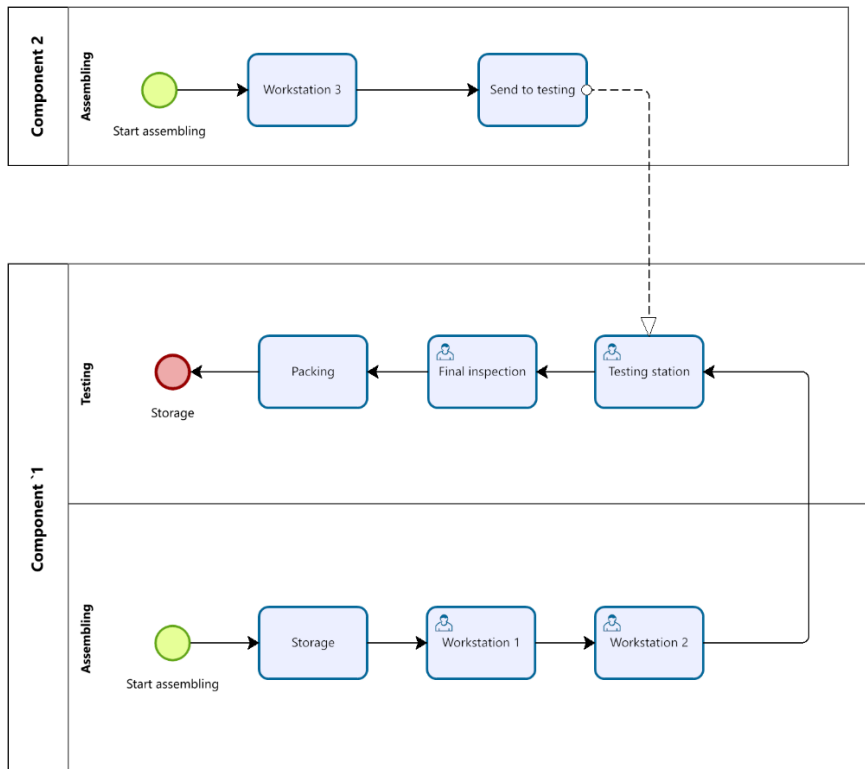 Component 2
Assembling
Start assembling
Workstation 3
Send to testing
Component `1
Testing
Storage
Packing
Final inspection
Testing station
Assembling
Start assembling
Storage
Workstation 1
Workstation 2